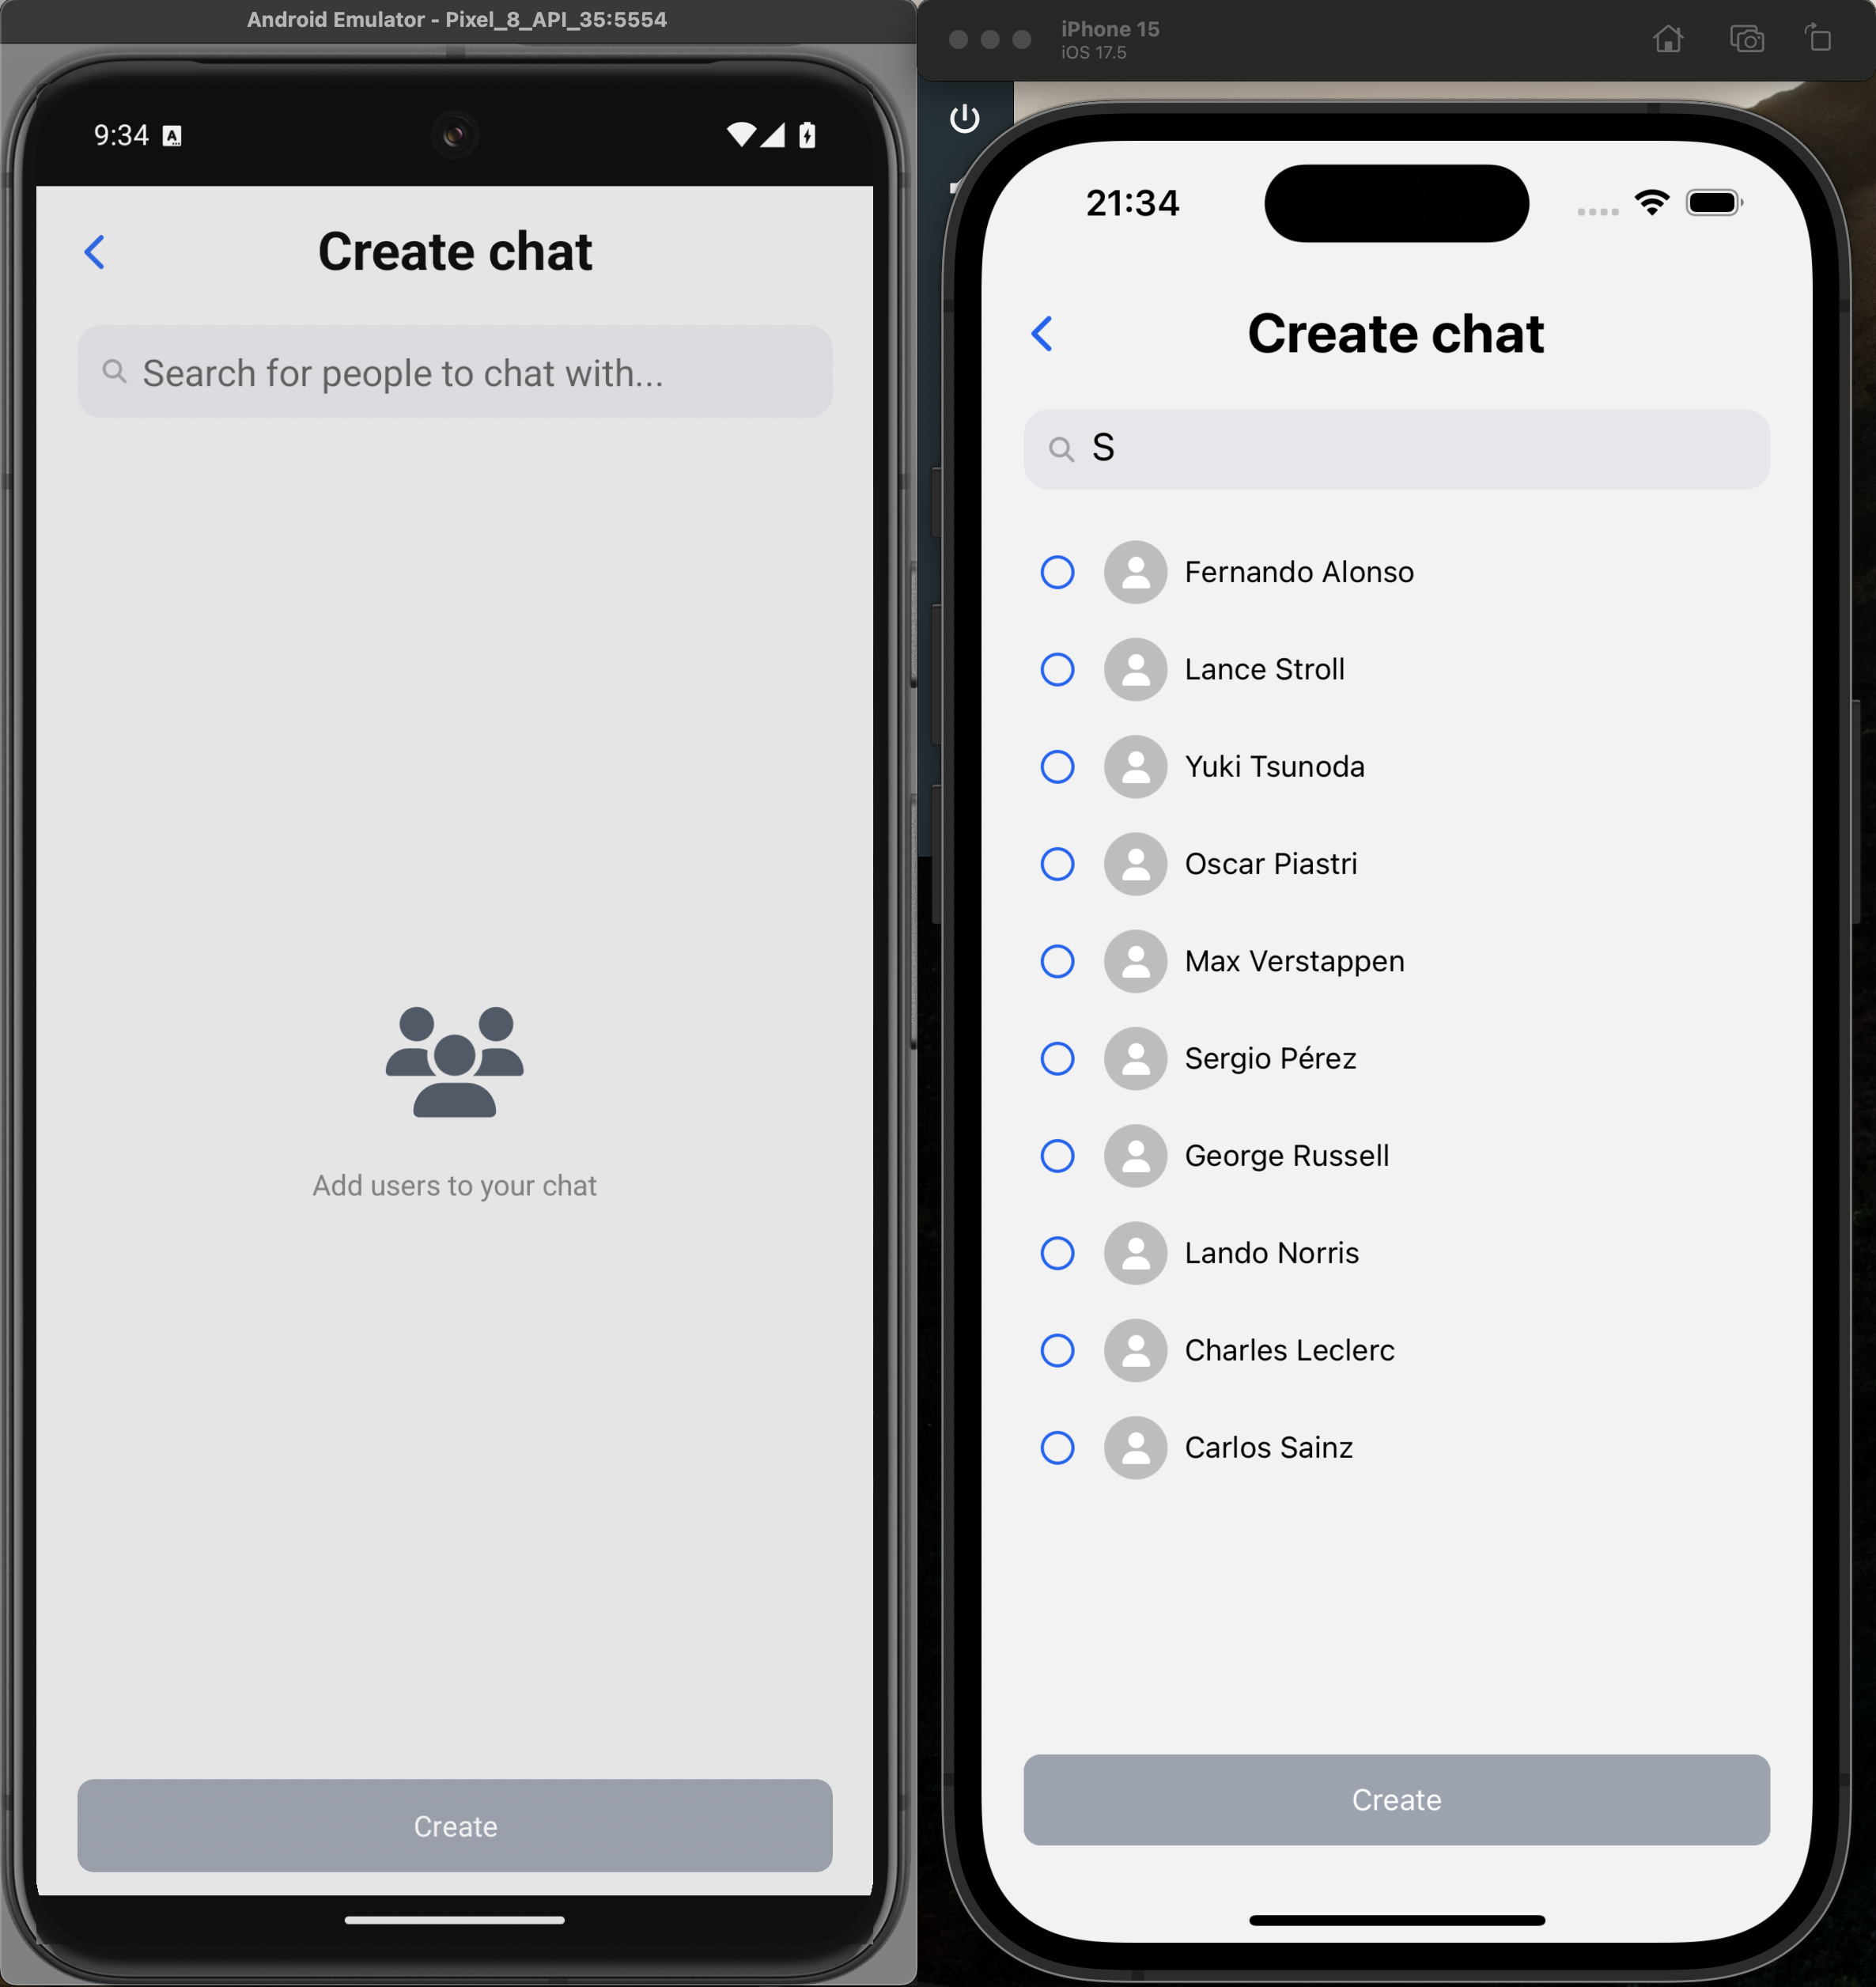 Android Emulator - Pixel_8_API_35:5554
9:34 A
Create chat
Search for people to chat with...
Add users to your chat
Create
iPhone 15
iOS 17.5
21:34
Create chat
S
Fernando Alonso
Lance Stroll
Yuki Tsunoda
Oscar Piastri
Max Verstappen
Sergio Pérez
George Russell
Lando Norris
Charles Leclerc
Carlos Sainz
Create